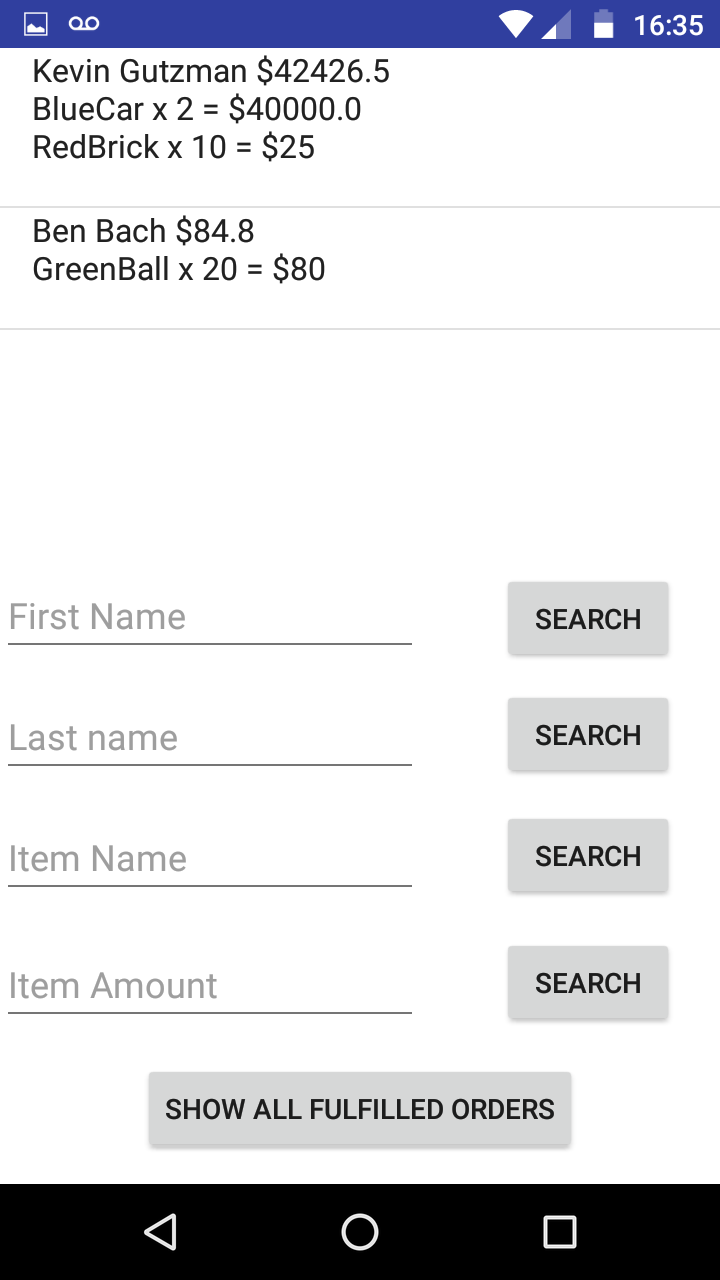 16:35
Kevin Gutzman $42426.5
BlueCar x 2 = $40000.0
RedBrick x 10 = $25
Ben Bach $84.8
GreenBall x 20 = $80
First Name
SEARCH
Last name
SEARCH
Item Name
SEARCH
Item Amount
SEARCH
SHOW ALL FULFILLED ORDERS